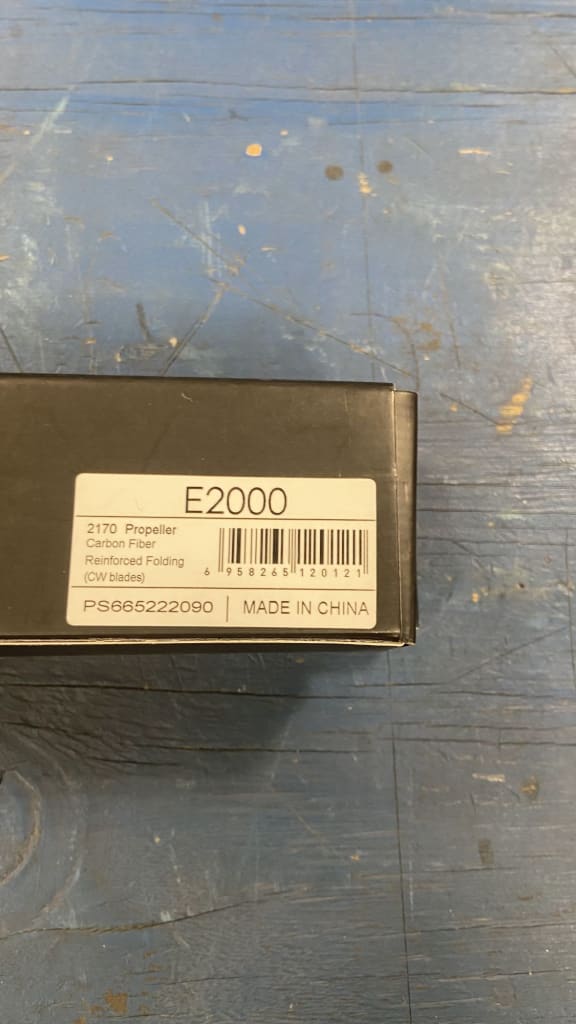 E2000
2170 Propeller
Carbon Fiber
Reinforced Folding
(CW blades)
6 958265 120121
PS665222090 | MADE IN CHINA